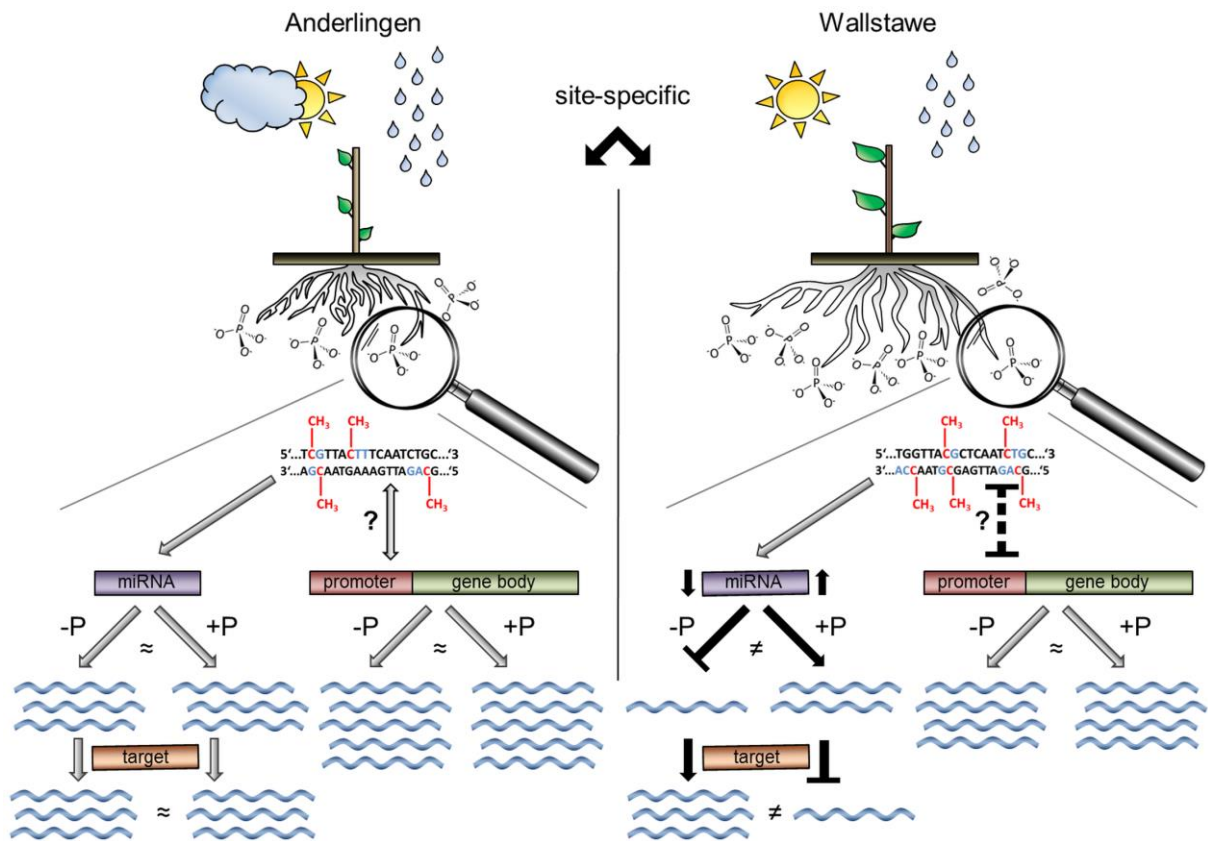 Anderlingen
Wallstawe
site-specific
CH₃ CH₃
5‘...TCGTTACTTTCAATCTGC...‘3
3‘...AGCAATGAAAGTTAGACG...‘5
CH₃ CH₃
?
CH₃ CH₃
5‘...TGGTTACGCTCAATCTGC...‘3
3‘...ACCAATGCGAGTTAGACG...‘5
CH₃ CH₃ CH₃
?
miRNA
promoter gene body
miRNA
promoter gene body
-P +P
≈
-P +P
≈
-P +P
≠
-P +P
≈
target
target
≈
≠